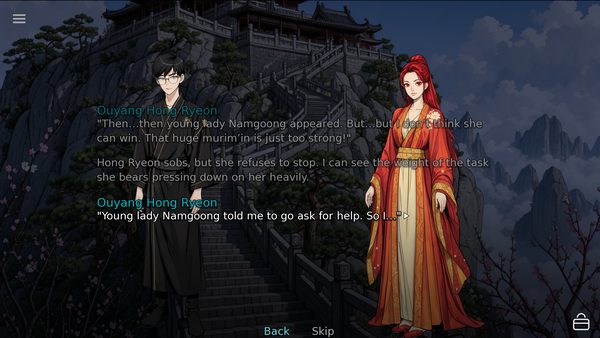 Ouyang Hong Ryeon
"Then...then young lady Namgoong appeared. But...but I don't think she
can win. That huge murim'in is just too strong!"
Hong Ryeon sobs, but she refuses to stop. I can see the weight of the task
she bears pressing down on her heavily.
Ouyang Hong Ryeon
"Young lady Namgoong told me to go ask for help. So I..."
Back Skip